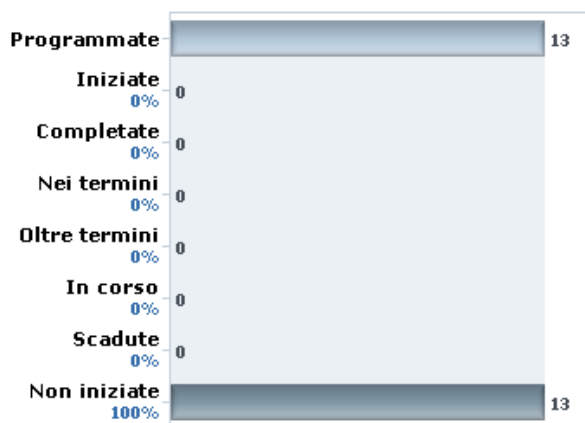 Programmate 13
Iniziate
0% 0
Completate
0% 0
Nei termini
0% 0
Oltre termini
0% 0
In corso
0% 0
Scadute
0% 0
Non iniziate
100% 13